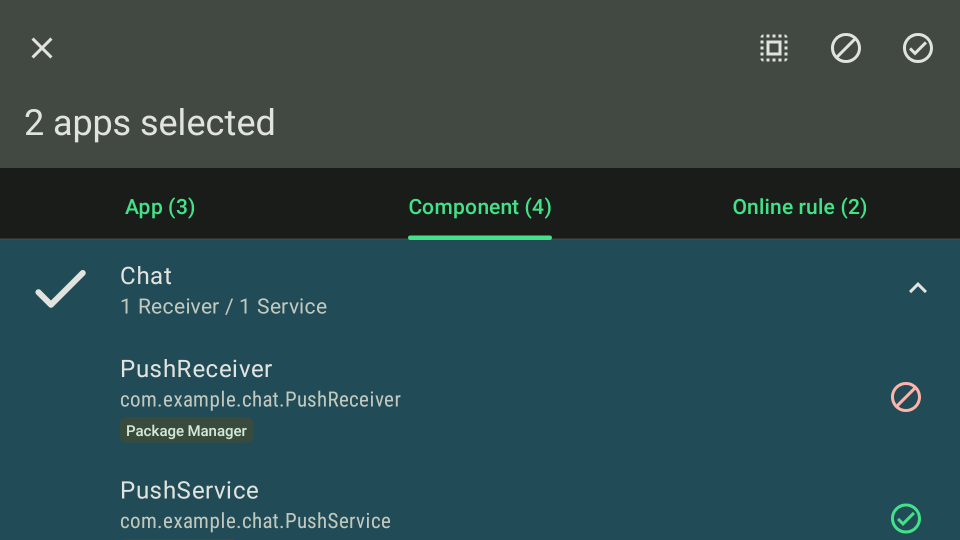 2 apps selected
App (3)
Component (4)
Online rule (2)
Chat
1 Receiver / 1 Service
PushReceiver
com.example.chat.PushReceiver
Package Manager
PushService
com.example.chat.PushService